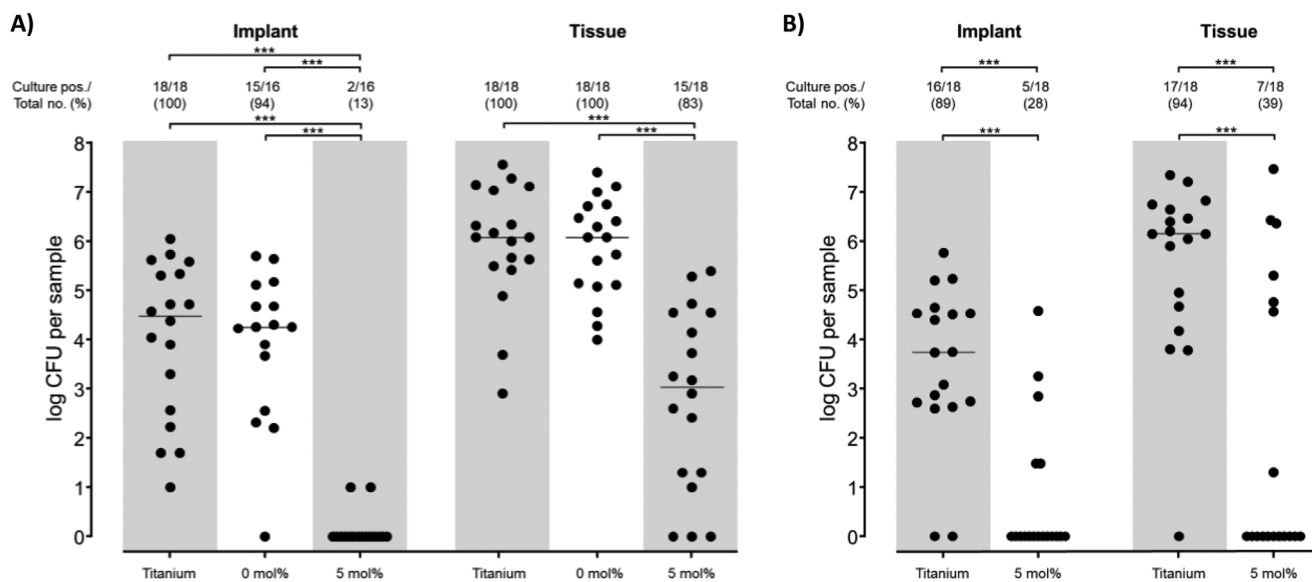 A)
Implant
Tissue
***
***
Culture pos./ 18/18 15/16 2/16 18/18 18/18 15/18
Total no. (%) (100) (94) (13) (100) (100) (83)
***
***
***
***
log CFU per sample
8
7
6
5
4
3
2
1
0
Titanium 0 mol% 5 mol% Titanium 0 mol% 5 mol%
B)
Implant
Tissue
***
***
Culture pos./ 16/18 5/18 17/18 7/18
Total no. (%) (89) (28) (94) (39)
***
***
log CFU per sample
8
7
6
5
4
3
2
1
0
Titanium 5 mol% Titanium 5 mol%